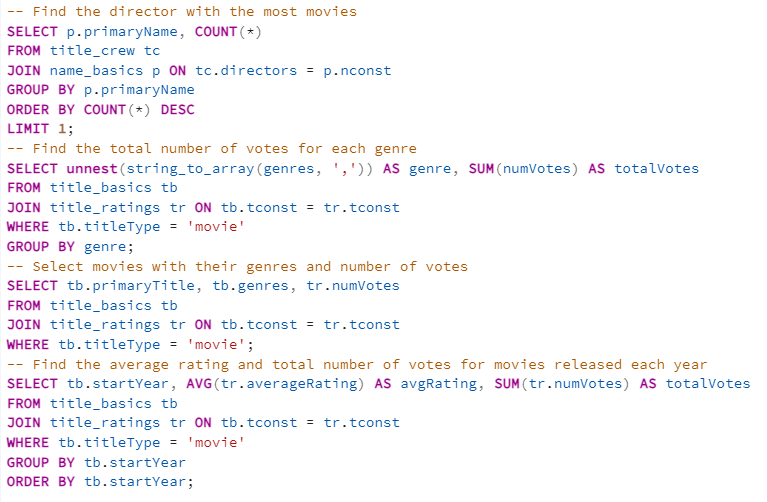 -- Find the director with the most movies
SELECT p.primaryName, COUNT(*)
FROM title_crew tc
JOIN name_basics p ON tc.directors = p.nconst
GROUP BY p.primaryName
ORDER BY COUNT(*) DESC
LIMIT 1;
-- Find the total number of votes for each genre
SELECT unnest(string_to_array(genres, ',')) AS genre, SUM(numVotes) AS totalVotes
FROM title_basics tb
JOIN title_ratings tr ON tb.tconst = tr.tconst
WHERE tb.titleType = 'movie'
GROUP BY genre;
-- Select movies with their genres and number of votes
SELECT tb.primaryTitle, tb.genres, tr.numVotes
FROM title_basics tb
JOIN title_ratings tr ON tb.tconst = tr.tconst
WHERE tb.titleType = 'movie';
-- Find the average rating and total number of votes for movies released each year
SELECT tb.startYear, AVG(tr.averageRating) AS avgRating, SUM(tr.numVotes) AS totalVotes
FROM title_basics tb
JOIN title_ratings tr ON tb.tconst = tr.tconst
WHERE tb.titleType = 'movie'
GROUP BY tb.startYear
ORDER BY tb.startYear;